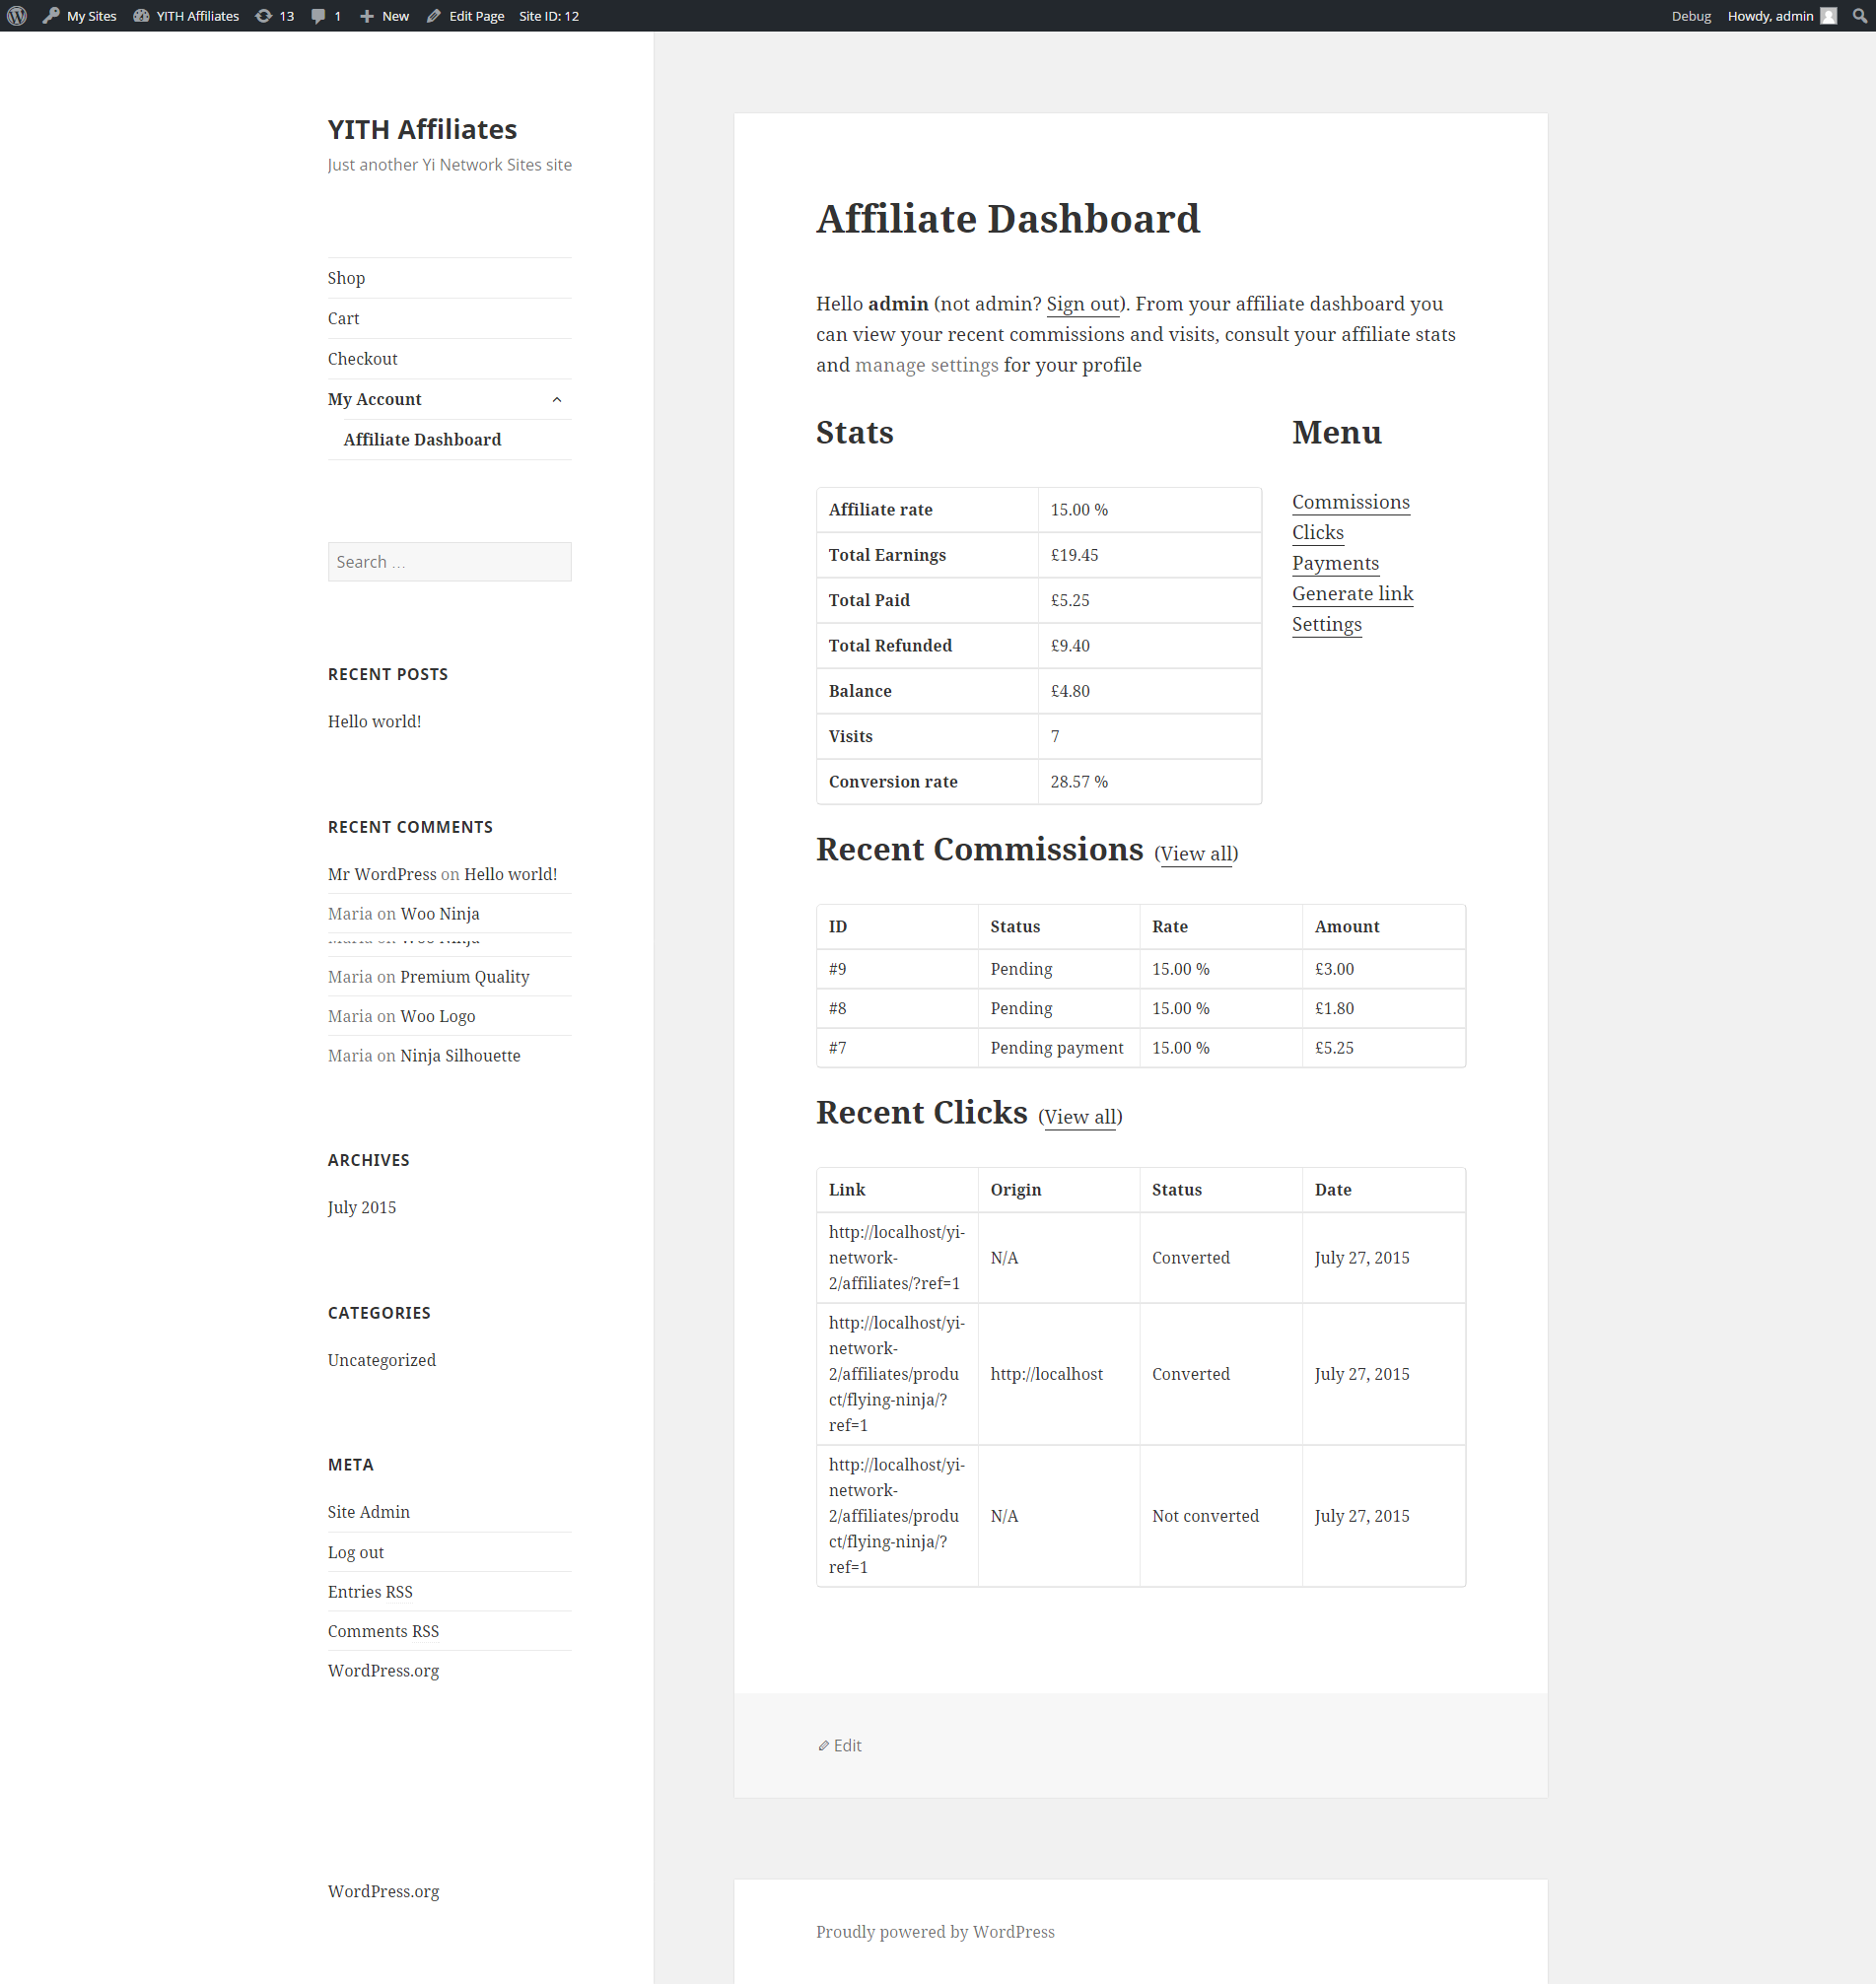 My Sites YITH Affiliates 13 1 New Edit Page Site ID: 12 Debug Howdy, admin
YITH Affiliates
Just another Yi Network Sites site
Shop
Cart
Checkout
My Account
Affiliate Dashboard
Search …
RECENT POSTS
Hello world!
RECENT COMMENTS
Mr WordPress on Hello world!
Maria on Woo Ninja
Maria on Woo Ninja
Maria on Premium Quality
Maria on Woo Logo
Maria on Ninja Silhouette
ARCHIVES
July 2015
CATEGORIES
Uncategorized
META
Site Admin
Log out
Entries RSS
Comments RSS
WordPress.org
WordPress.org
Affiliate Dashboard
Hello admin (not admin? Sign out). From your affiliate dashboard you
can view your recent commissions and visits, consult your affiliate stats
and manage settings for your profile
Stats
Affiliate rate 15.00 %
Total Earnings £19.45
Total Paid £5.25
Total Refunded £9.40
Balance £4.80
Visits 7
Conversion rate 28.57 %
Menu
Commissions
Clicks
Payments
Generate link
Settings
Recent Commissions (View all)
ID Status Rate Amount
#9 Pending 15.00 % £3.00
#8 Pending 15.00 % £1.80
#7 Pending payment 15.00 % £5.25
Recent Clicks (View all)
Link Origin Status Date
http://localhost/yi-
network-
2/affiliates/?ref=1
N/A Converted July 27, 2015
http://localhost/yi-
network-
2/affiliates/produ
ct/flying-ninja/?
ref=1
http://localhost Converted July 27, 2015
http://localhost/yi-
network-
2/affiliates/produ
ct/flying-ninja/?
ref=1
N/A Not converted July 27, 2015
Edit
Proudly powered by WordPress